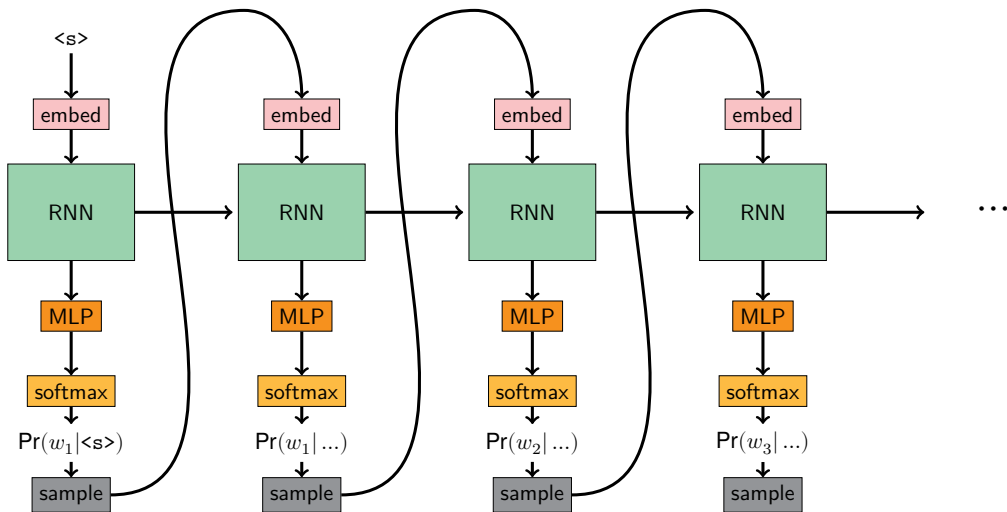 <s>
embed embed embed embed
RNN RNN RNN RNN ...
MLP MLP MLP MLP
softmax softmax softmax softmax
Pr(w₁|<s>) Pr(w₁|...) Pr(w₂|...) Pr(w₃|...)
sample sample sample sample